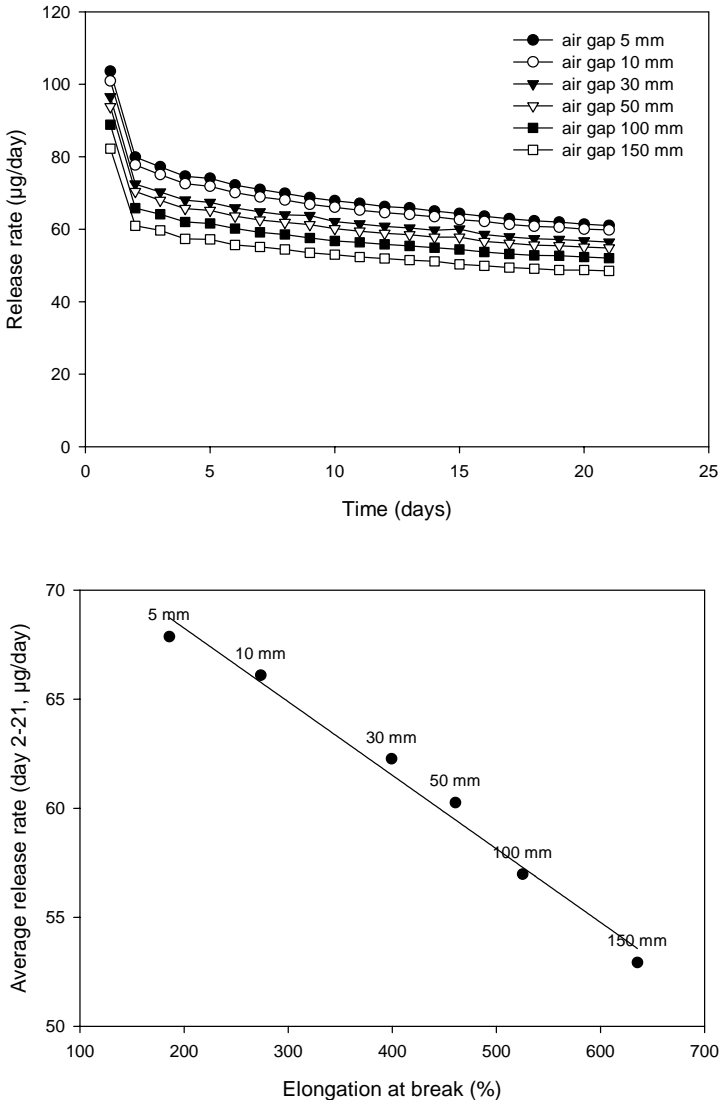 120
100
80
60
40
20
0
Release rate (µg/day)
air gap 5 mm
air gap 10 mm
air gap 30 mm
air gap 50 mm
air gap 100 mm
air gap 150 mm
0 5 10 15 20 25
Time (days)
70
65
60
55
50
Average release rate (day 2-21, µg/day)
5 mm
10 mm
30 mm
50 mm
100 mm
150 mm
100 200 300 400 500 600 700
Elongation at break (%)